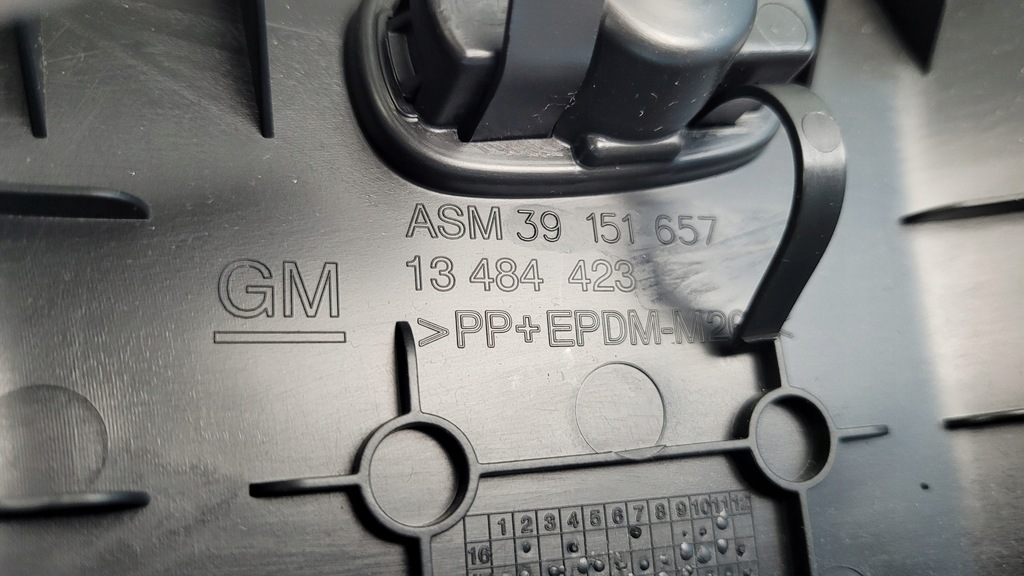 ASM 39 151 657
13 484 423
GM
>PP+EPDM-M20
1 2 3 4 5 6 7 8 9 10 11 12
16